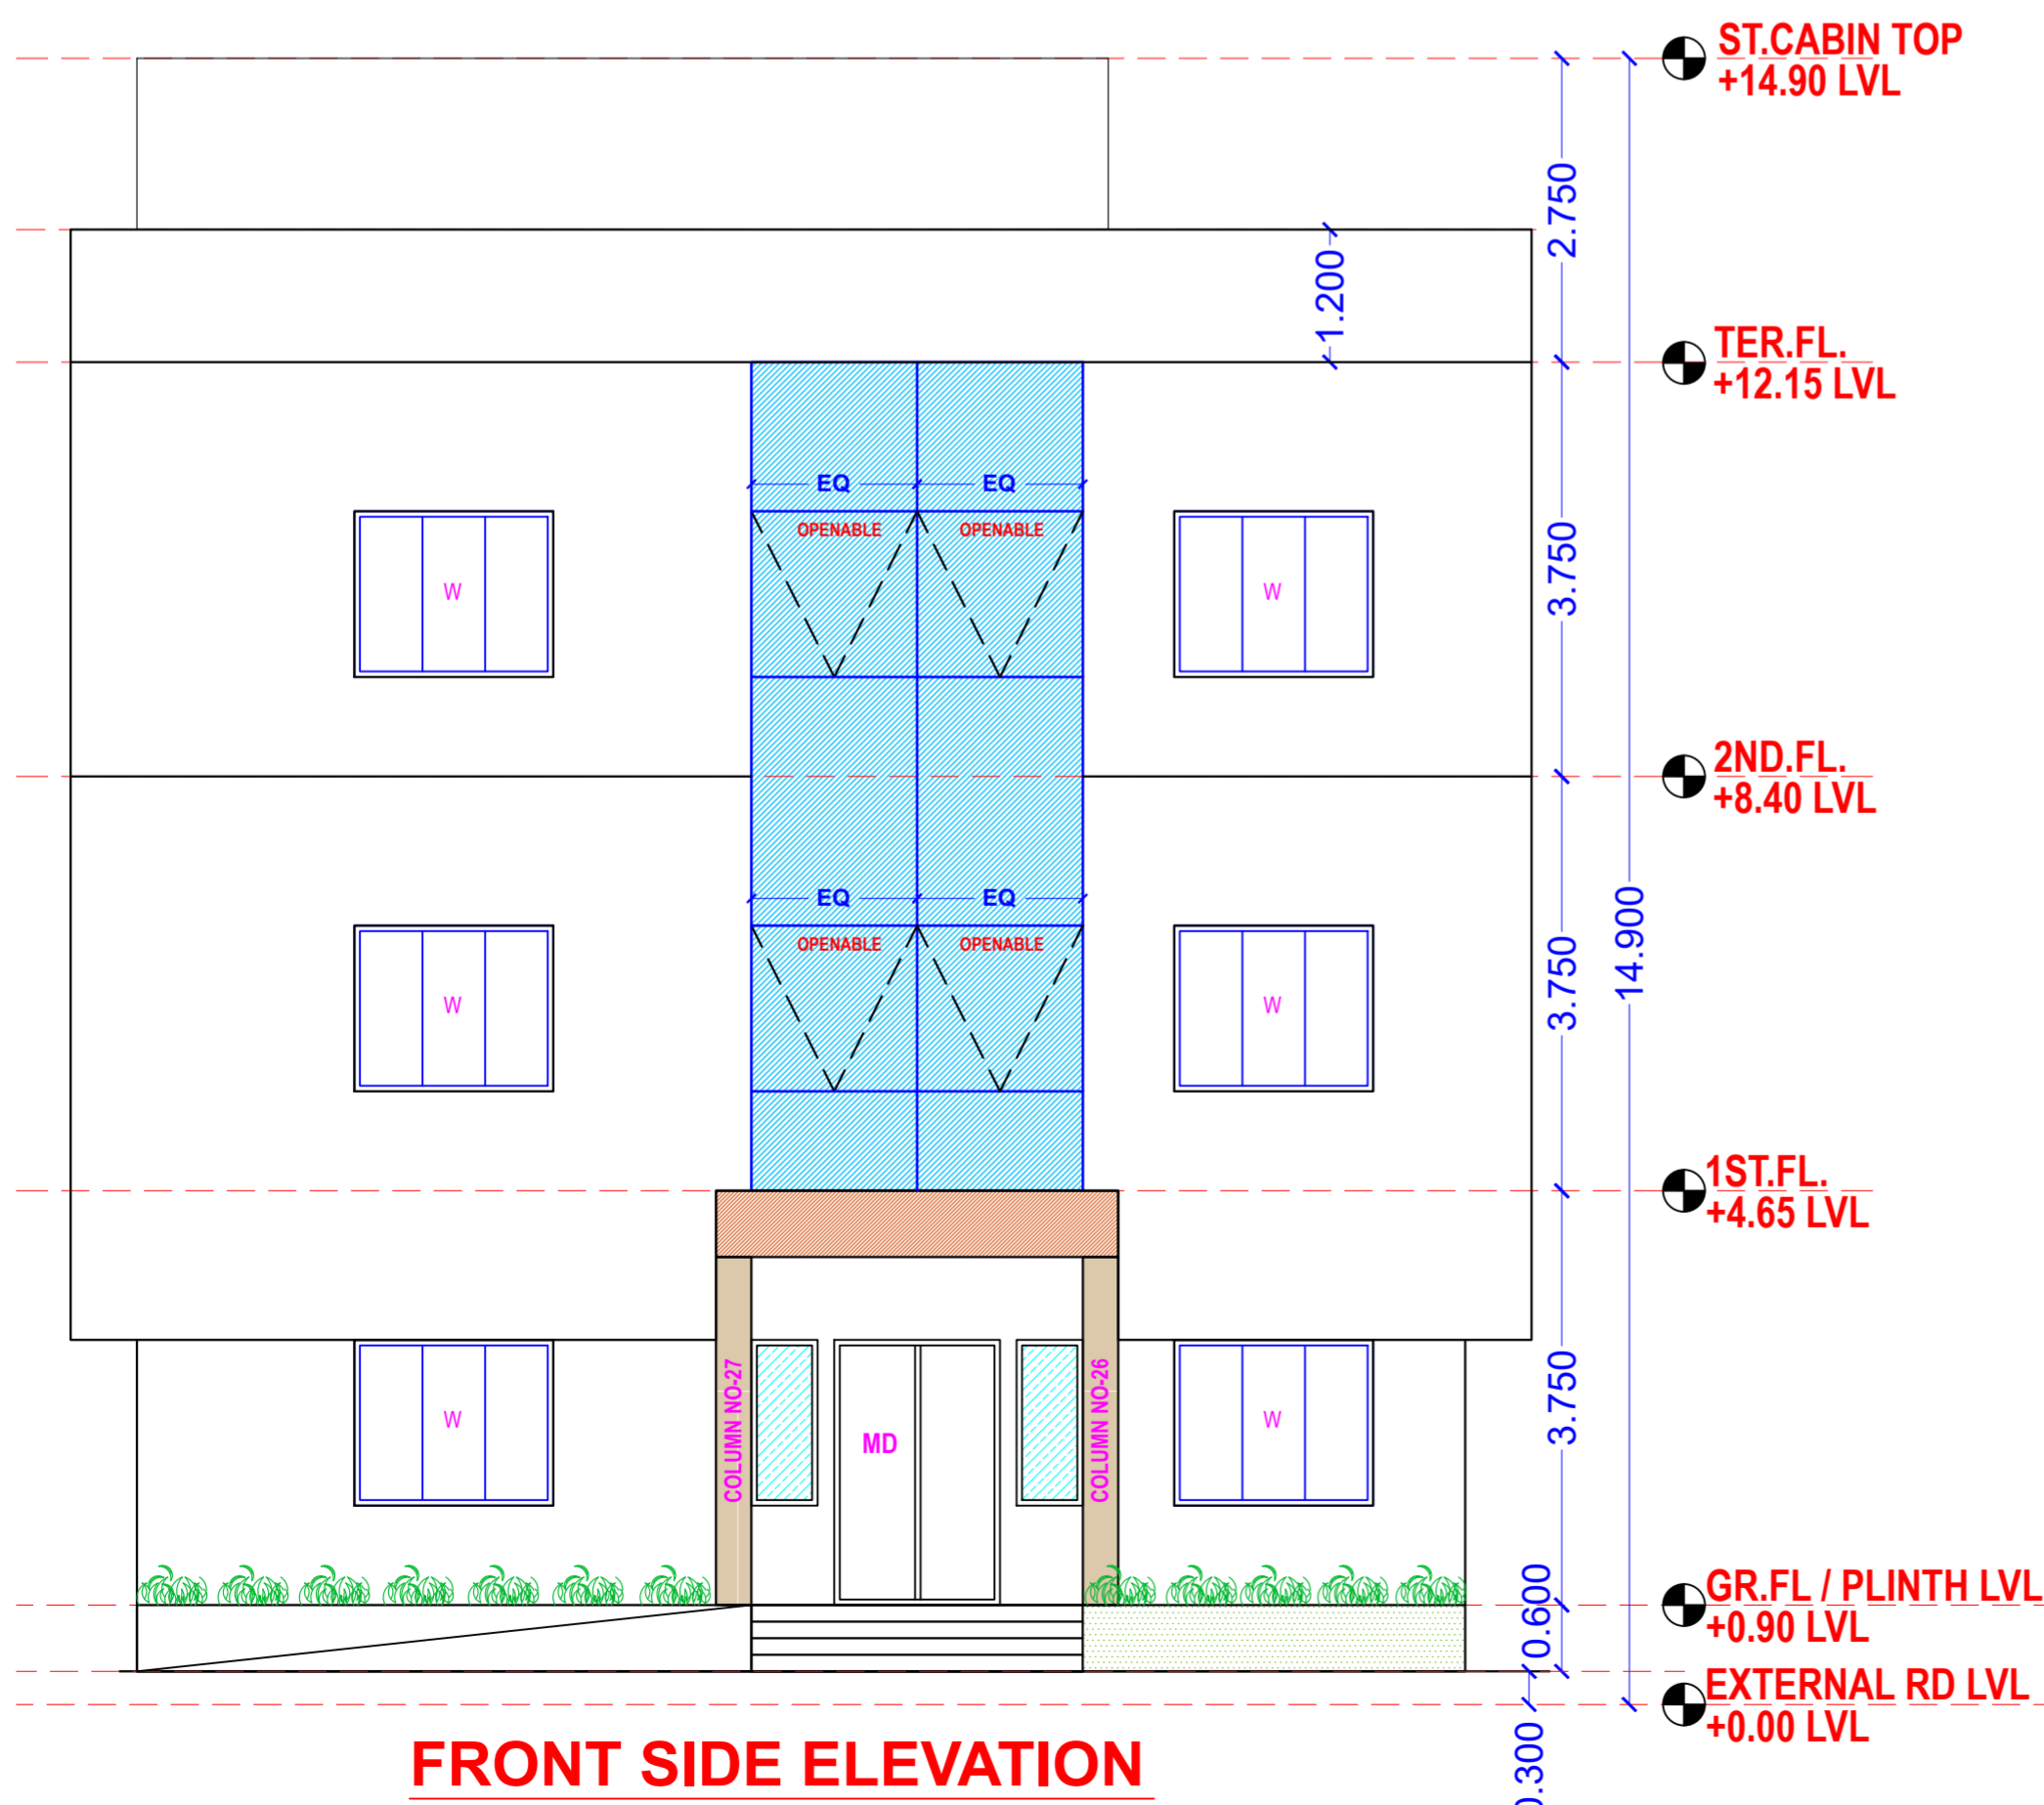 ST.CABIN TOP
+14.90 LVL
2.750
1.200
TER.FL.
+12.15 LVL
EQ EQ
OPENABLE OPENABLE
W W
3.750
2ND.FL.
+8.40 LVL
EQ EQ
OPENABLE OPENABLE
W W
3.750
14.900
1ST.FL.
+4.65 LVL
COLUMN NO-27
COLUMN NO-26
W W
MD
3.750
0.600
GR.FL / PLINTH LVL
+0.90 LVL
EXTERNAL RD LVL
+0.00 LVL
0.300
FRONT SIDE ELEVATION